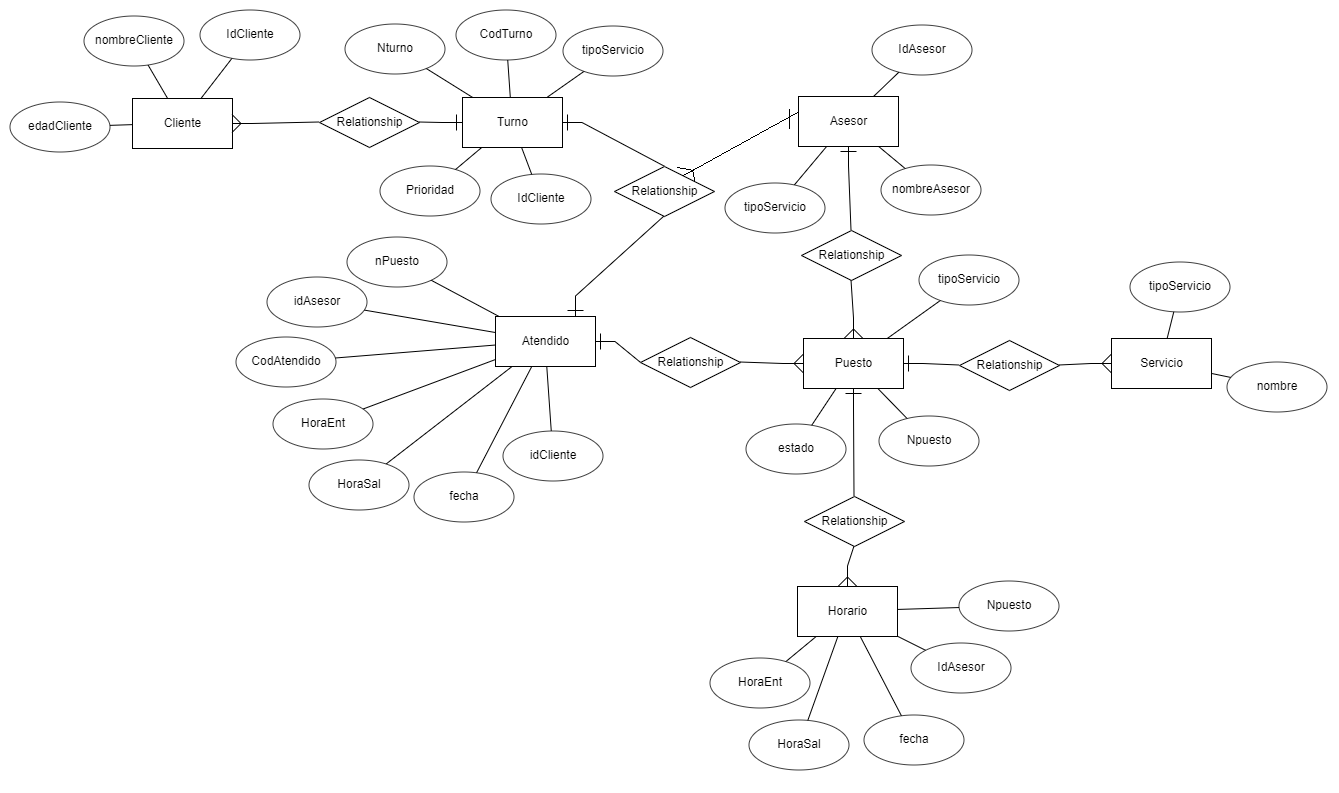 nombreCliente
IdCliente
edadCliente
Cliente
Relationship
Nturno
CodTurno
tipoServicio
Turno
Prioridad
IdCliente
Relationship
IdAsesor
Asesor
tipoServicio
nombreAsesor
Relationship
nPuesto
idAsesor
CodAtendido
HoraEnt
HoraSal
fecha
idCliente
Atendido
Relationship
tipoServicio
Puesto
estado
Npuesto
Relationship
tipoServicio
Servicio
nombre
Relationship
Horario
Npuesto
IdAsesor
HoraEnt
HoraSal
fecha